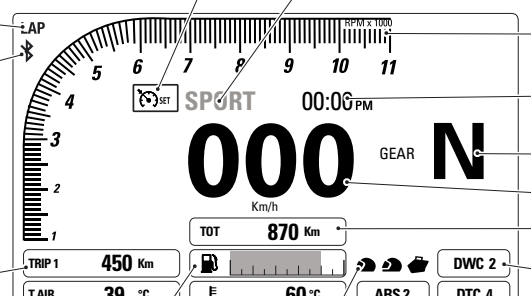 LAP
RPM x 1000
1 2 3 4 5 6 7 8 9 10 11
SET SPORT 00:00 PM
000
GEAR N
Km/h
TOT 870 Km
TRIP 1 450 Km
DWC 2
T.AIR 39 °C
60 °C
ABS 2
DTC 4